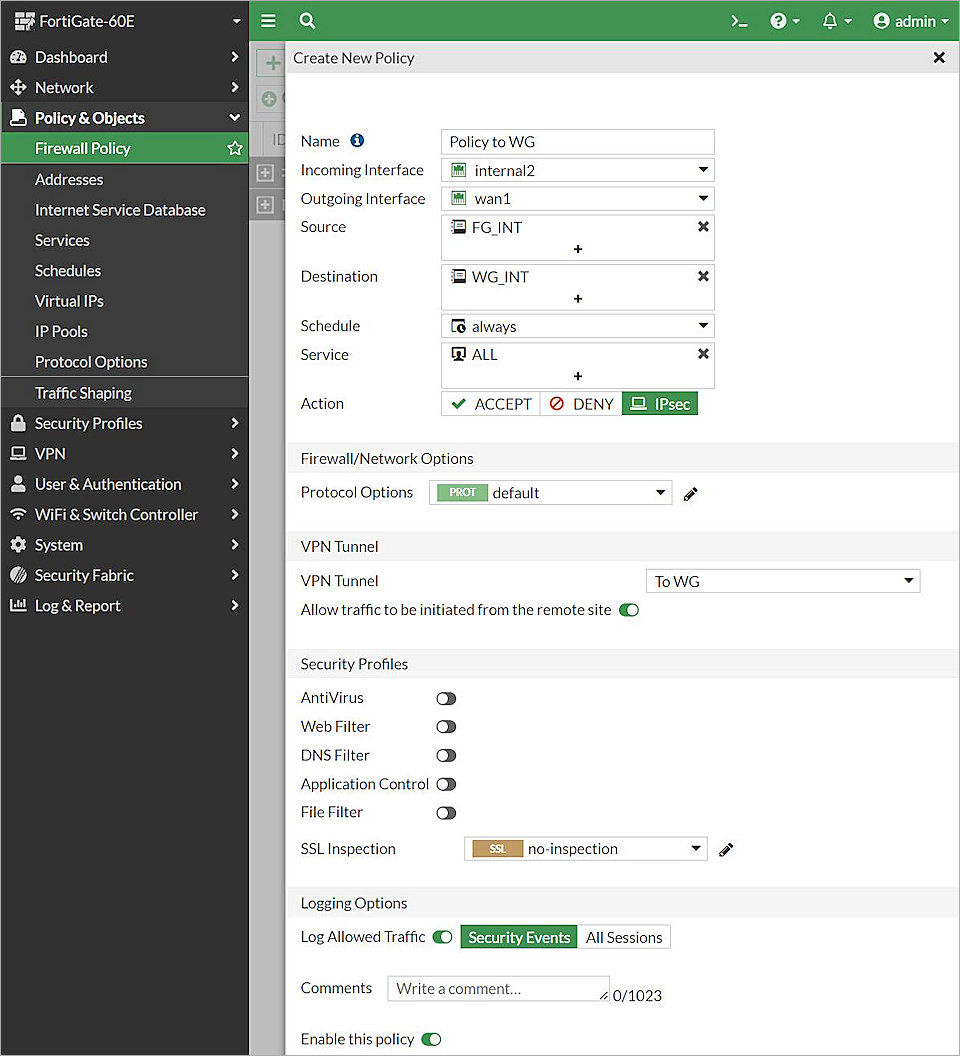 FortiGate-60E
admin
Dashboard
Network
Policy & Objects
Firewall Policy
Addresses
Internet Service Database
Services
Schedules
Virtual IPs
IP Pools
Protocol Options
Traffic Shaping
Security Profiles
VPN
User & Authentication
WiFi & Switch Controller
System
Security Fabric
Log & Report
ID
Create New Policy
Name
Policy to WG
Incoming Interface
internal2
Outgoing Interface
wan1
Source
FG_INT
+
Destination
WG_INT
+
Schedule
always
Service
ALL
+
Action
ACCEPT
DENY
IPsec
Firewall/Network Options
Protocol Options
PROT default
VPN Tunnel
VPN Tunnel
To WG
Allow traffic to be initiated from the remote site
Security Profiles
AntiVirus
Web Filter
DNS Filter
Application Control
File Filter
SSL Inspection
SSL no-inspection
Logging Options
Log Allowed Traffic
Security Events
All Sessions
Comments
Write a comment...
0/1023
Enable this policy